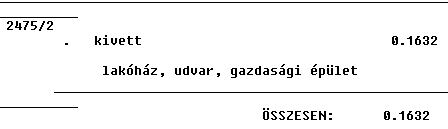 2475/2
. kivett 0.1632
lakóház, udvar, gazdasági épület
ÖSSZESEN: 0.1632